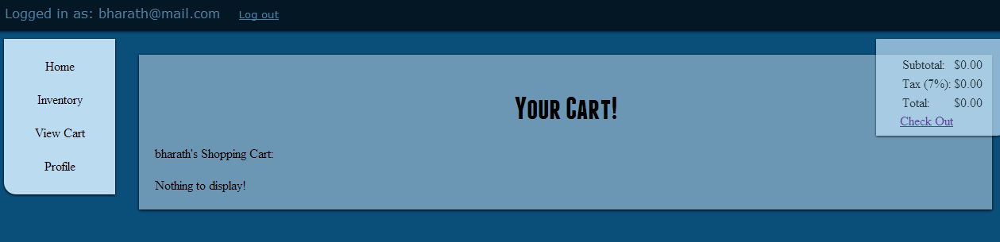 Logged in as: bharath@mail.com Log out
Home
Inventory
View Cart
Profile
Your Cart!
bharath's Shopping Cart:
Nothing to display!
Subtotal: $0.00
Tax (7%): $0.00
Total: $0.00
Check Out